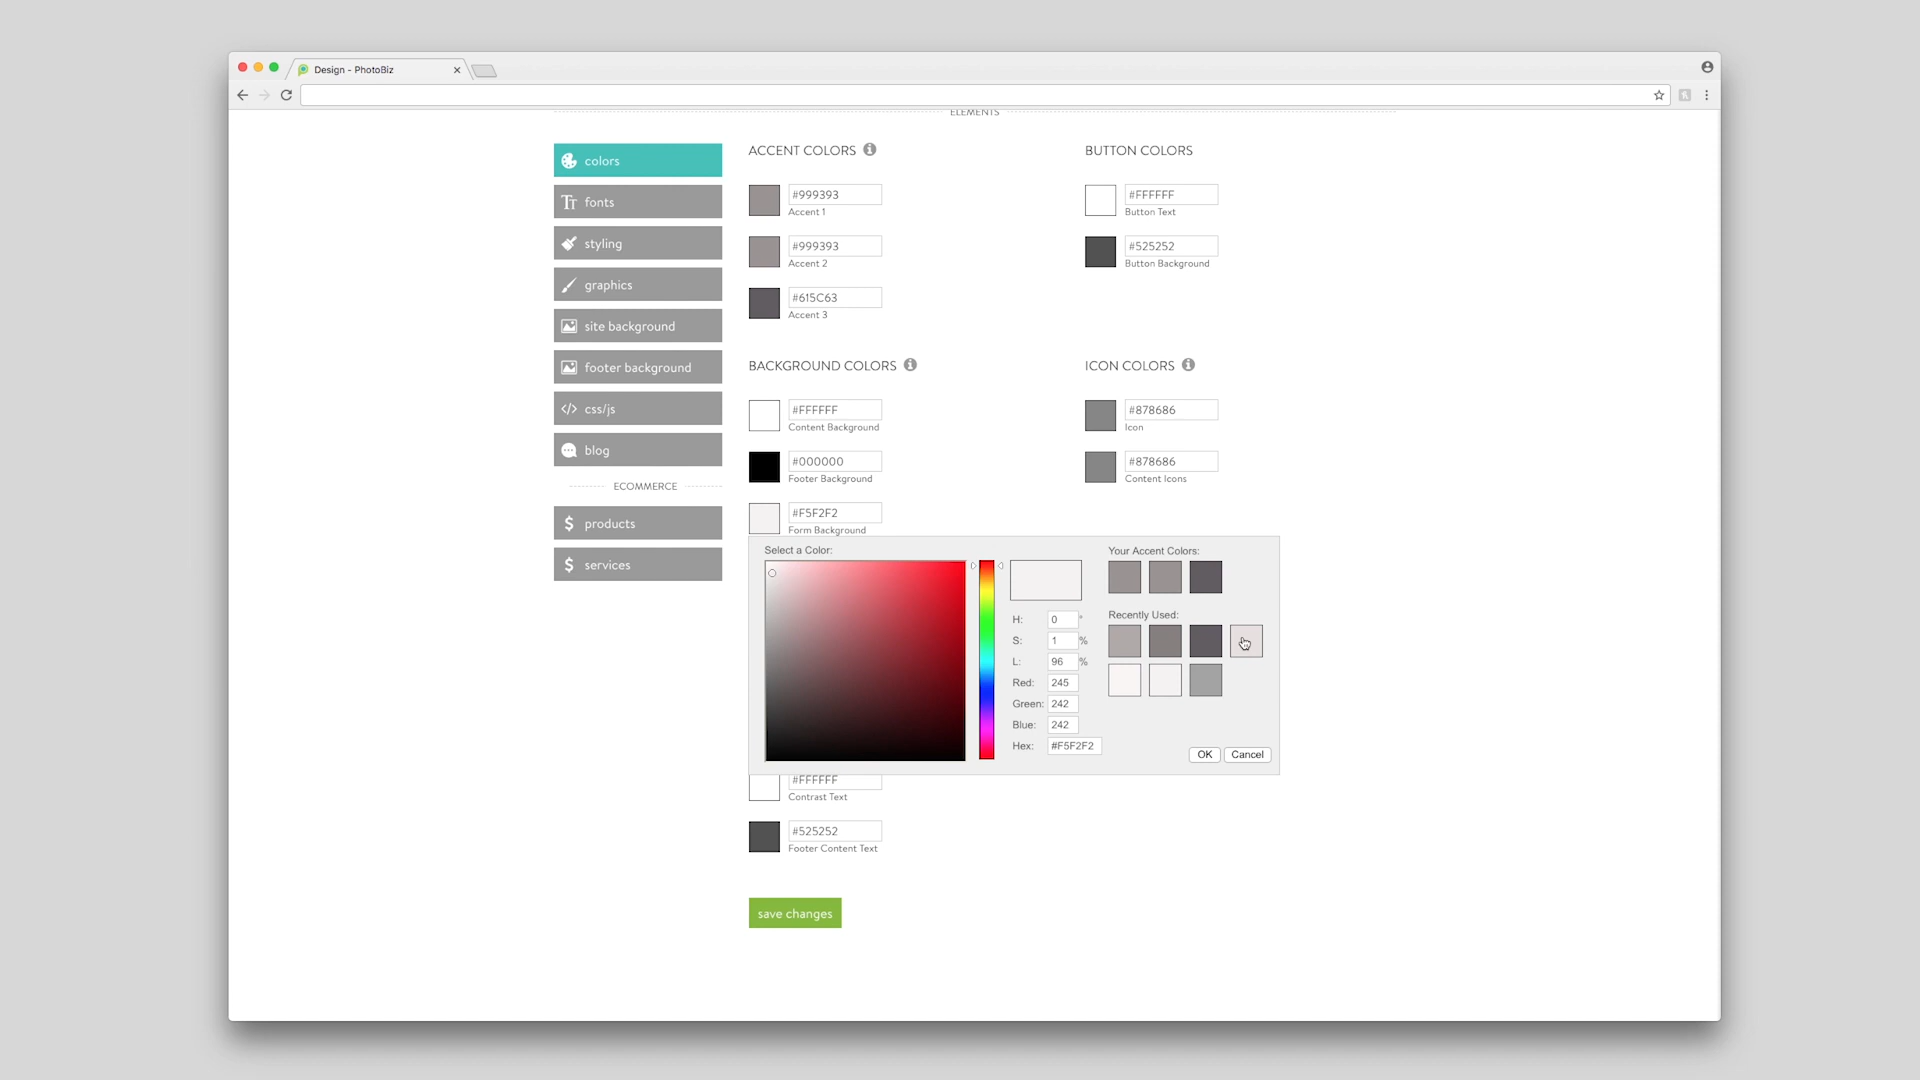 Design - PhotoBiz
ELEMENTS
colors
fonts
styling
graphics
site background
footer background
css/js
blog
ECOMMERCE
products
services
ACCENT COLORS
#999393
Accent 1
#999393
Accent 2
#615C63
Accent 3
BUTTON COLORS
#FFFFFF
Button Text
#525252
Button Background
BACKGROUND COLORS
#FFFFFF
Content Background
#000000
Footer Background
#F5F2F2
Form Background
ICON COLORS
#878686
Icon
#878686
Content Icons
Select a Color:
H: 0 °
S: 1 %
L: 96 %
Red: 245
Green: 242
Blue: 242
Hex: #F5F2F2
Your Accent Colors:
Recently Used:
OK Cancel
#FFFFFF
Contrast Text
#525252
Footer Content Text
save changes